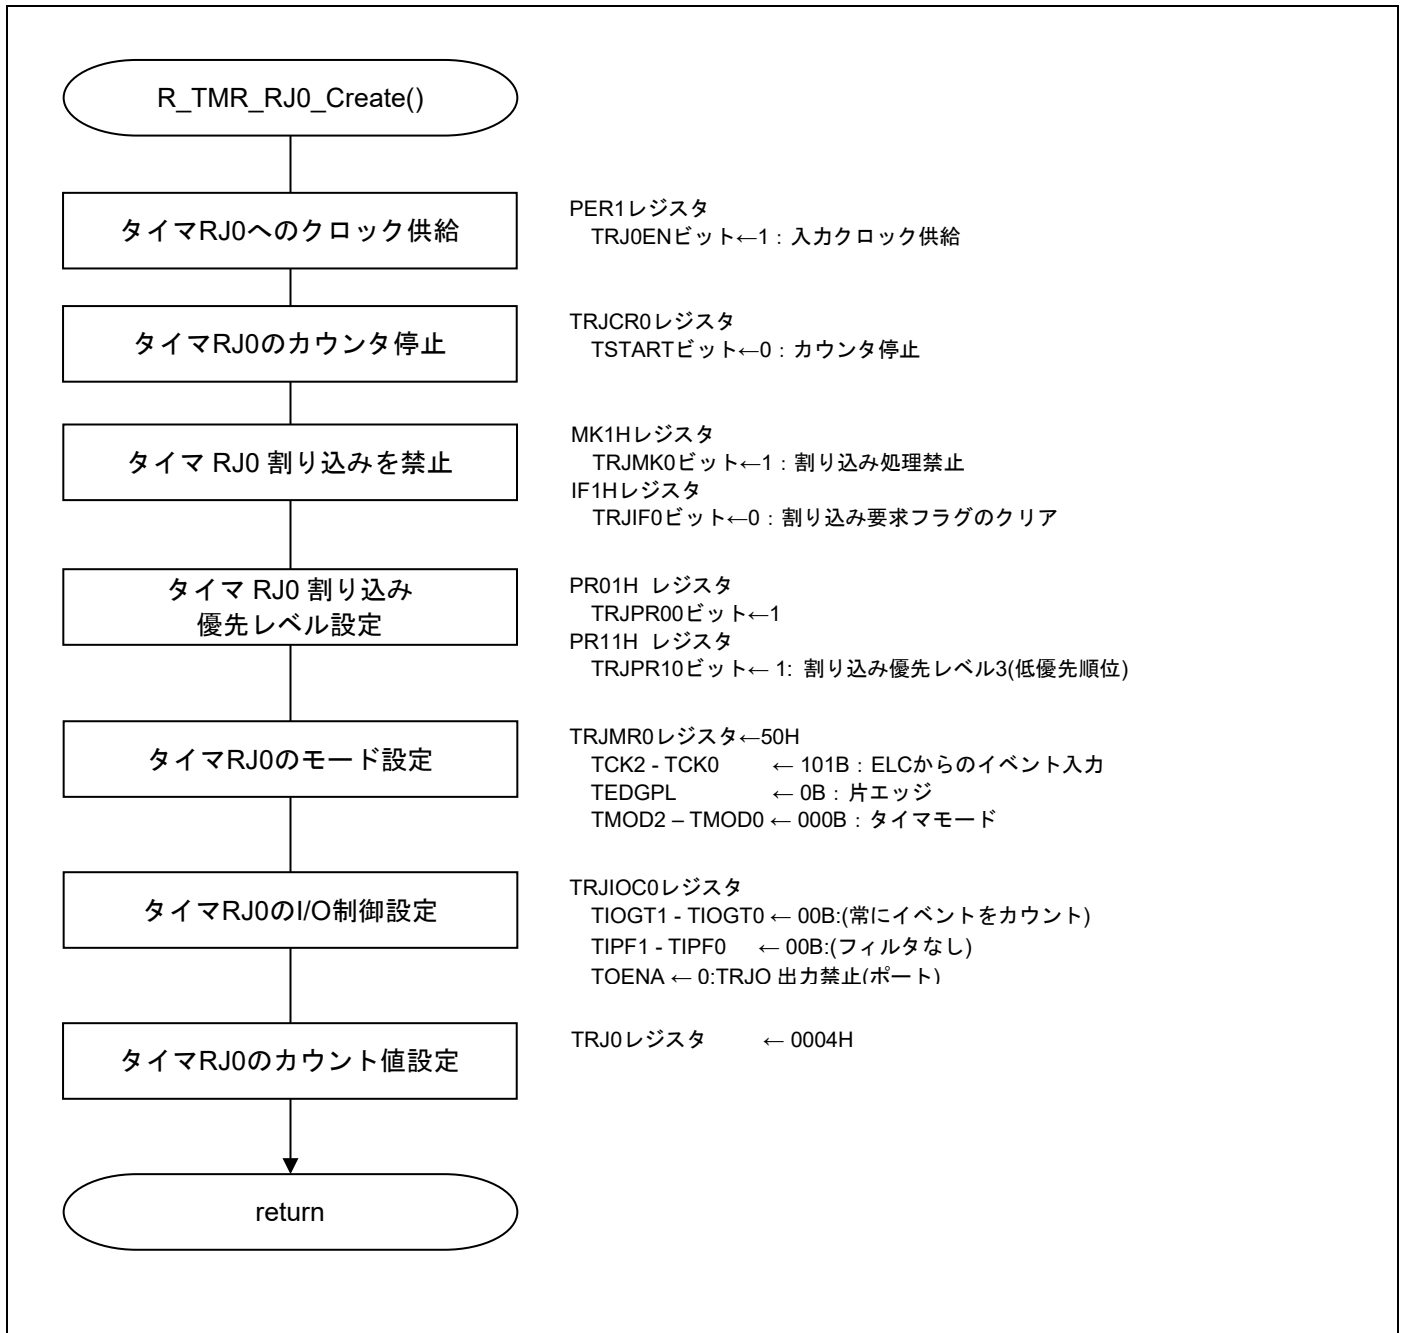 R_TMR_RJ0_Create()
タイマRJ0へのクロック供給
PER1レジスタ
TRJ0ENビット←1：入力クロック供給
タイマRJ0のカウンタ停止
TRJCR0レジスタ
TSTARTビット←0：カウンタ停止
タイマ RJ0 割り込みを禁止
MK1Hレジスタ
TRJMK0ビット←1：割り込み処理禁止
IF1Hレジスタ
TRJIF0ビット←0：割り込み要求フラグのクリア
タイマ RJ0 割り込み
優先レベル設定
PR01H レジスタ
TRJPR00ビット←1
PR11H レジスタ
TRJPR10ビット← 1: 割り込み優先レベル3(低優先順位)
タイマRJ0のモード設定
TRJMR0レジスタ←50H
TCK2 - TCK0 ← 101B：ELCからのイベント入力
TEDGPL ← 0B：片エッジ
TMOD2 – TMOD0 ← 000B：タイマモード
タイマRJ0のI/O制御設定
TRJIOC0レジスタ
TIOGT1 - TIOGT0 ← 00B:(常にイベントをカウント)
TIPF1 - TIPF0 ← 00B:(フィルタなし)
TOENA ← 0:TRJO 出力禁止(ポート)
タイマRJ0のカウント値設定
TRJ0レジスタ ← 0004H
return